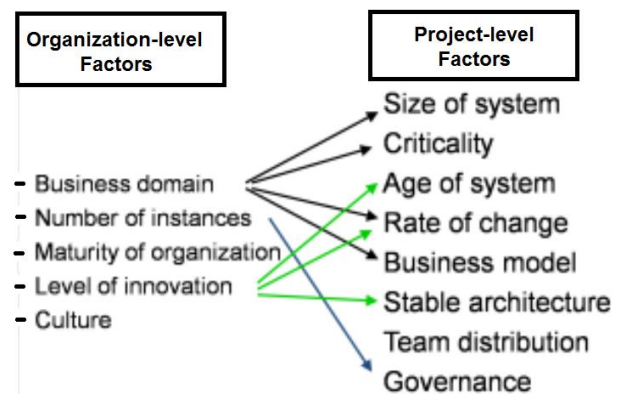 Organization-level
Factors
- Business domain
- Number of instances
- Maturity of organization
- Level of innovation
- Culture
Project-level
Factors
Size of system
Criticality
Age of system
Rate of change
Business model
Stable architecture
Team distribution
Governance